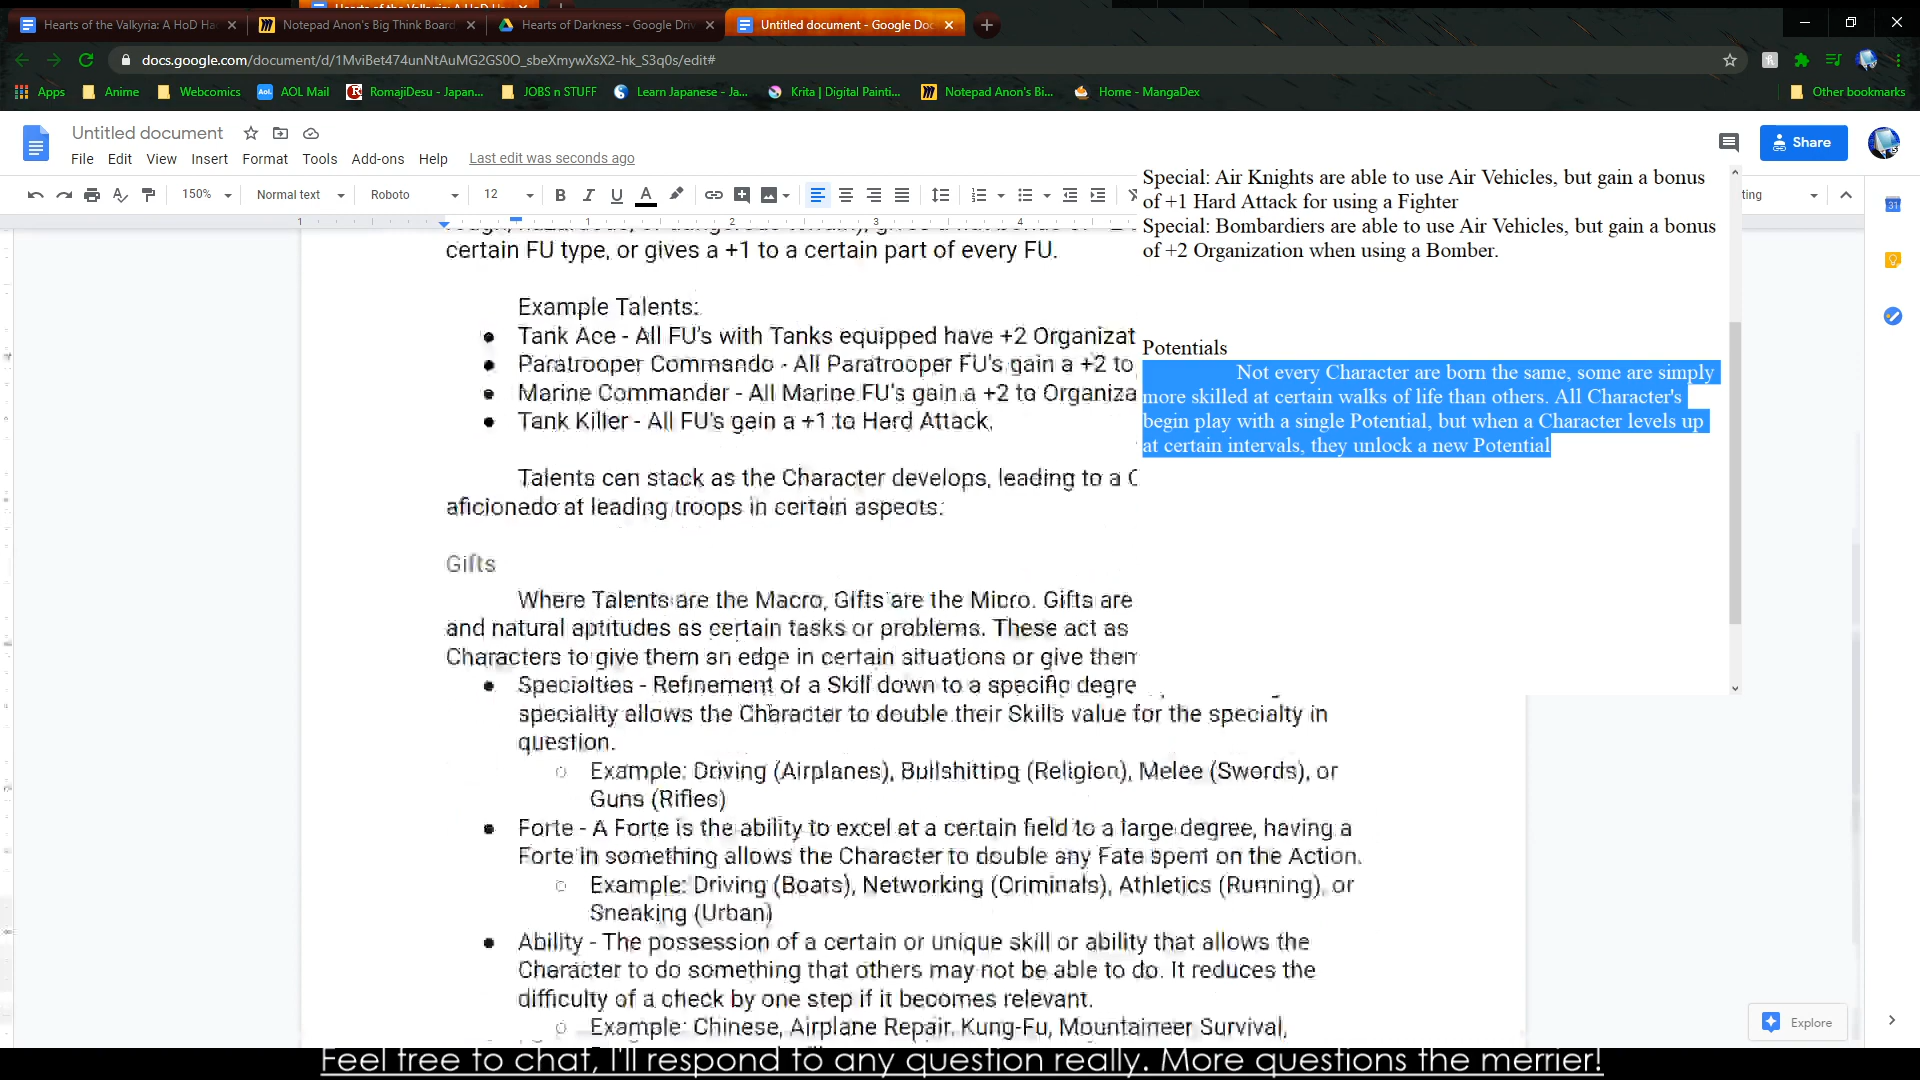 Hearts of the Valkyria: A HoD Ha
Notepad Anon's Big Think Board,
Hearts of Darkness - Google Driv
Untitled document - Google Doc
docs.google.com/document/d/1MviBet474unNtAuMG2GS0O_sbeXmywXsX2-hk_S3q0s/edit#
Apps
Anime
Webcomics
AOL Mail
RomajiDesu - Japan...
JOBS n STUFF
Learn Japanese - Ja...
Krita | Digital Painti...
Notepad Anon's Bi...
Home - MangaDex
Other bookmarks
Untitled document
File Edit View Insert Format Tools Add-ons Help Last edit was seconds ago
Share
150% Normal text Roboto 12
ting
Special: Air Knights are able to use Air Vehicles, but gain a bonus
of +1 Hard Attack for using a Fighter
Special: Bombardiers are able to use Air Vehicles, but gain a bonus
of +2 Organization when using a Bomber.
Potentials
Not every Character are born the same, some are simply
more skilled at certain walks of life than others. All Character's
begin play with a single Potential, but when a Character levels up
at certain intervals, they unlock a new Potential
certain FU type, or gives a +1 to a certain part of every FU.
Example Talents:
Tank Ace - All FU's with Tanks equipped have +2 Organizat
Paratrooper Commando - All Paratrooper FU's gain a +2 to
Marine Commander - All Marine FU's gain a +2 to Organiza
Tank Killer - All FU's gain a +1 to Hard Attack,
Talents can stack as the Character develops, leading to a C
aficionedo at leading troops in certain aspects.
Gifts
Where Talents are the Macro, Gifts are the Micro. Gifts are
and natural aptitudes as certain tasks or problems. These act as
Characters to give them an edge in certain situations or give them
Specialties - Refinement of a Skill down to a specific degre
speciality allows the Character to double their Skills value for the specialty in
question.
Example: Driving (Airplanes), Bullshitting (Religion), Melee (Swords), or
Guns (Rifles)
Forte - A Forte is the ability to excel at a certain field to a large degree, having a
Forte in something allows the Character to double any Fate spent on the Action.
Example: Driving (Boats), Networking (Criminals), Athletics (Running), or
Sneaking (Urban)
Ability - The possession of a certain or unique skill or ability that allows the
Character to do something that others may not be able to do. It reduces the
difficulty of a check by one step if it becomes relevant.
Example: Chinese, Airplane Repair, Kung-Fu, Mountaineer Survival,
Explore
Feel free to chat, I'll respond to any question really. More questions the merrier!